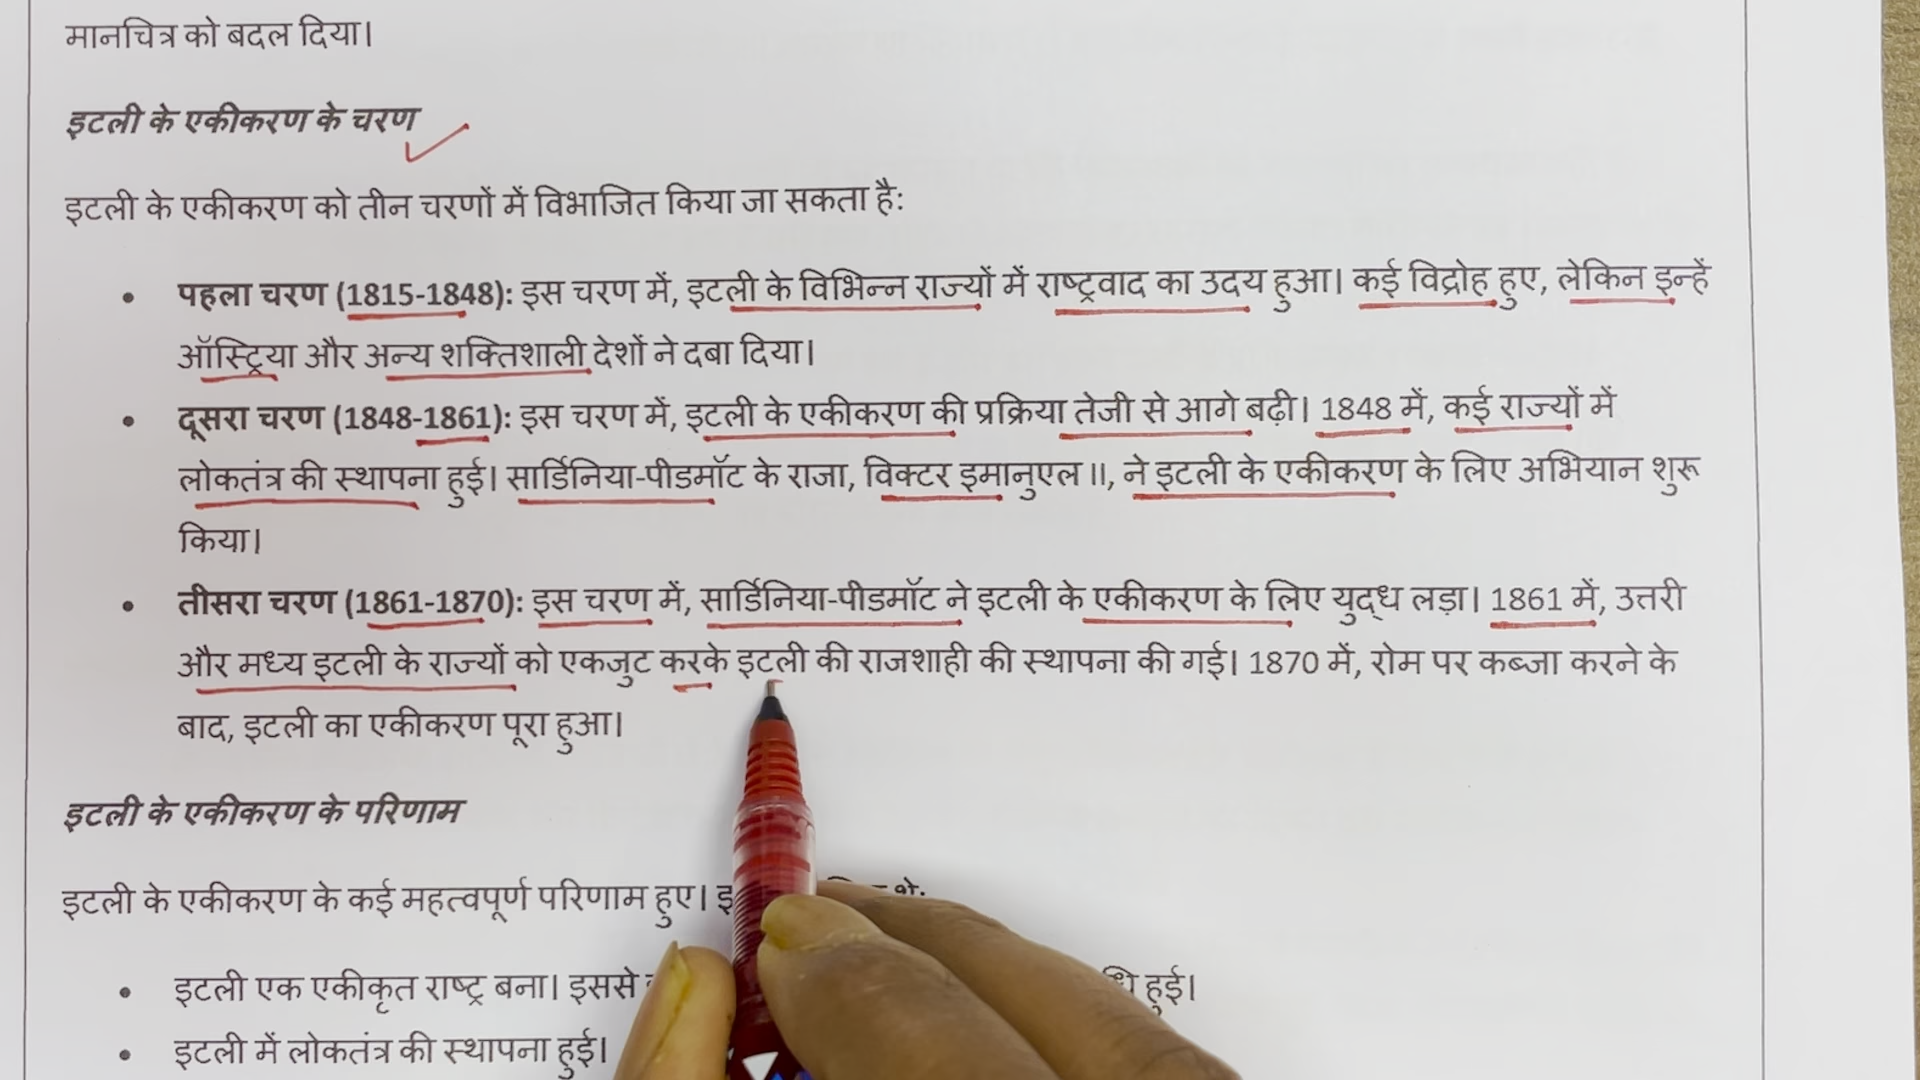 मानचित्र को बदल दिया।
इटली के एकीकरण के चरण
इटली के एकीकरण को तीन चरणों में विभाजित किया जा सकता है:
• पहला चरण (1815-1848): इस चरण में, इटली के विभिन्न राज्यों में राष्ट्रवाद का उदय हुआ। कई विद्रोह हुए, लेकिन इन्हें
ऑस्ट्रिया और अन्य शक्तिशाली देशों ने दबा दिया।
• दूसरा चरण (1848-1861): इस चरण में, इटली के एकीकरण की प्रक्रिया तेजी से आगे बढ़ी। 1848 में, कई राज्यों में
लोकतंत्र की स्थापना हुई। सार्डिनिया-पीडमॉट के राजा, विक्टर इमानुएल II, ने इटली के एकीकरण के लिए अभियान शुरू
किया।
• तीसरा चरण (1861-1870): इस चरण में, सार्डिनिया-पीडमॉट ने इटली के एकीकरण के लिए युद्ध लड़ा। 1861 में, उत्तरी
और मध्य इटली के राज्यों को एकजुट करके इटली की राजशाही की स्थापना की गई। 1870 में, रोम पर कब्जा करने के
बाद, इटली का एकीकरण पूरा हुआ।
इटली के एकीकरण के परिणाम
इटली के एकीकरण के कई महत्वपूर्ण परिणाम हुए।
• इटली एक एकीकृत राष्ट्र बना। इससे हुई।
• इटली में लोकतंत्र की स्थापना हुई।